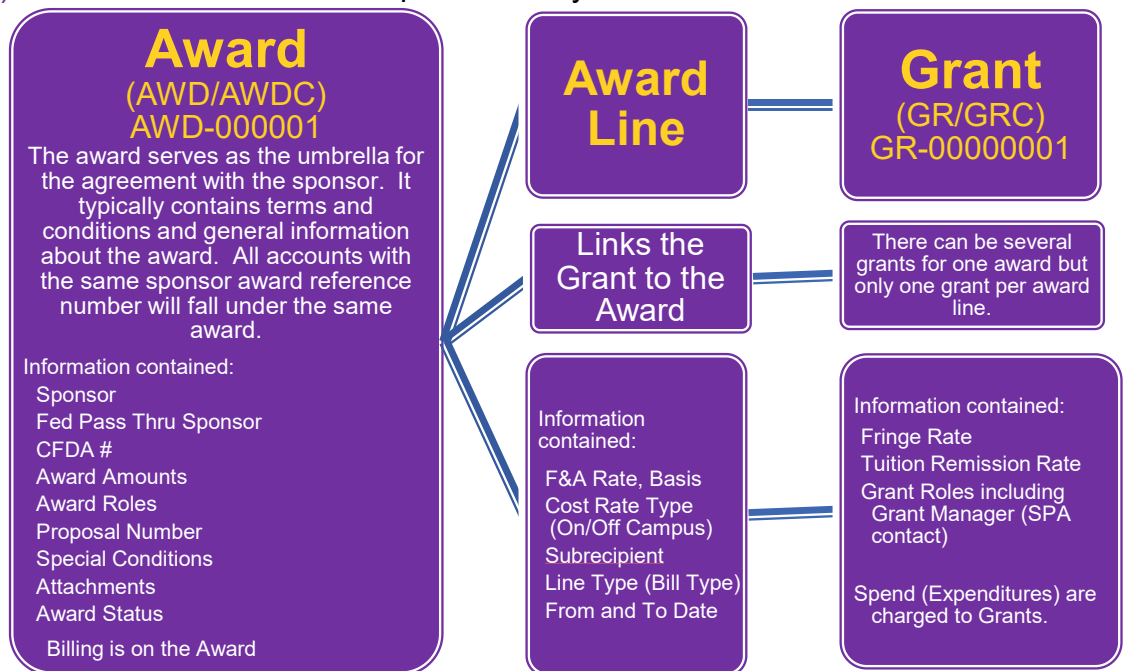 Award
(AWD/AWDC)
AWD-000001
The award serves as the umbrella for
the agreement with the sponsor.  It
typically contains terms and
conditions and general information
about the award.  All accounts with
the same sponsor award reference
number will fall under the same
award.
Information contained:
Sponsor
Fed Pass Thru Sponsor
CFDA #
Award Amounts
Award Roles
Proposal Number
Special Conditions
Attachments
Award Status
Billing is on the Award
Award
Line
Links the
Grant to the
Award
Information
contained:
F&A Rate, Basis
Cost Rate Type
(On/Off Campus)
Subrecipient
Line Type (Bill Type)
From and To Date
Grant
(GR/GRC)
GR-00000001
There can be several
grants for one award but
only one grant per award
line.
Information contained:
Fringe Rate
Tuition Remission Rate
Grant Roles including
Grant Manager (SPA
contact)
Spend (Expenditures) are
charged to Grants.